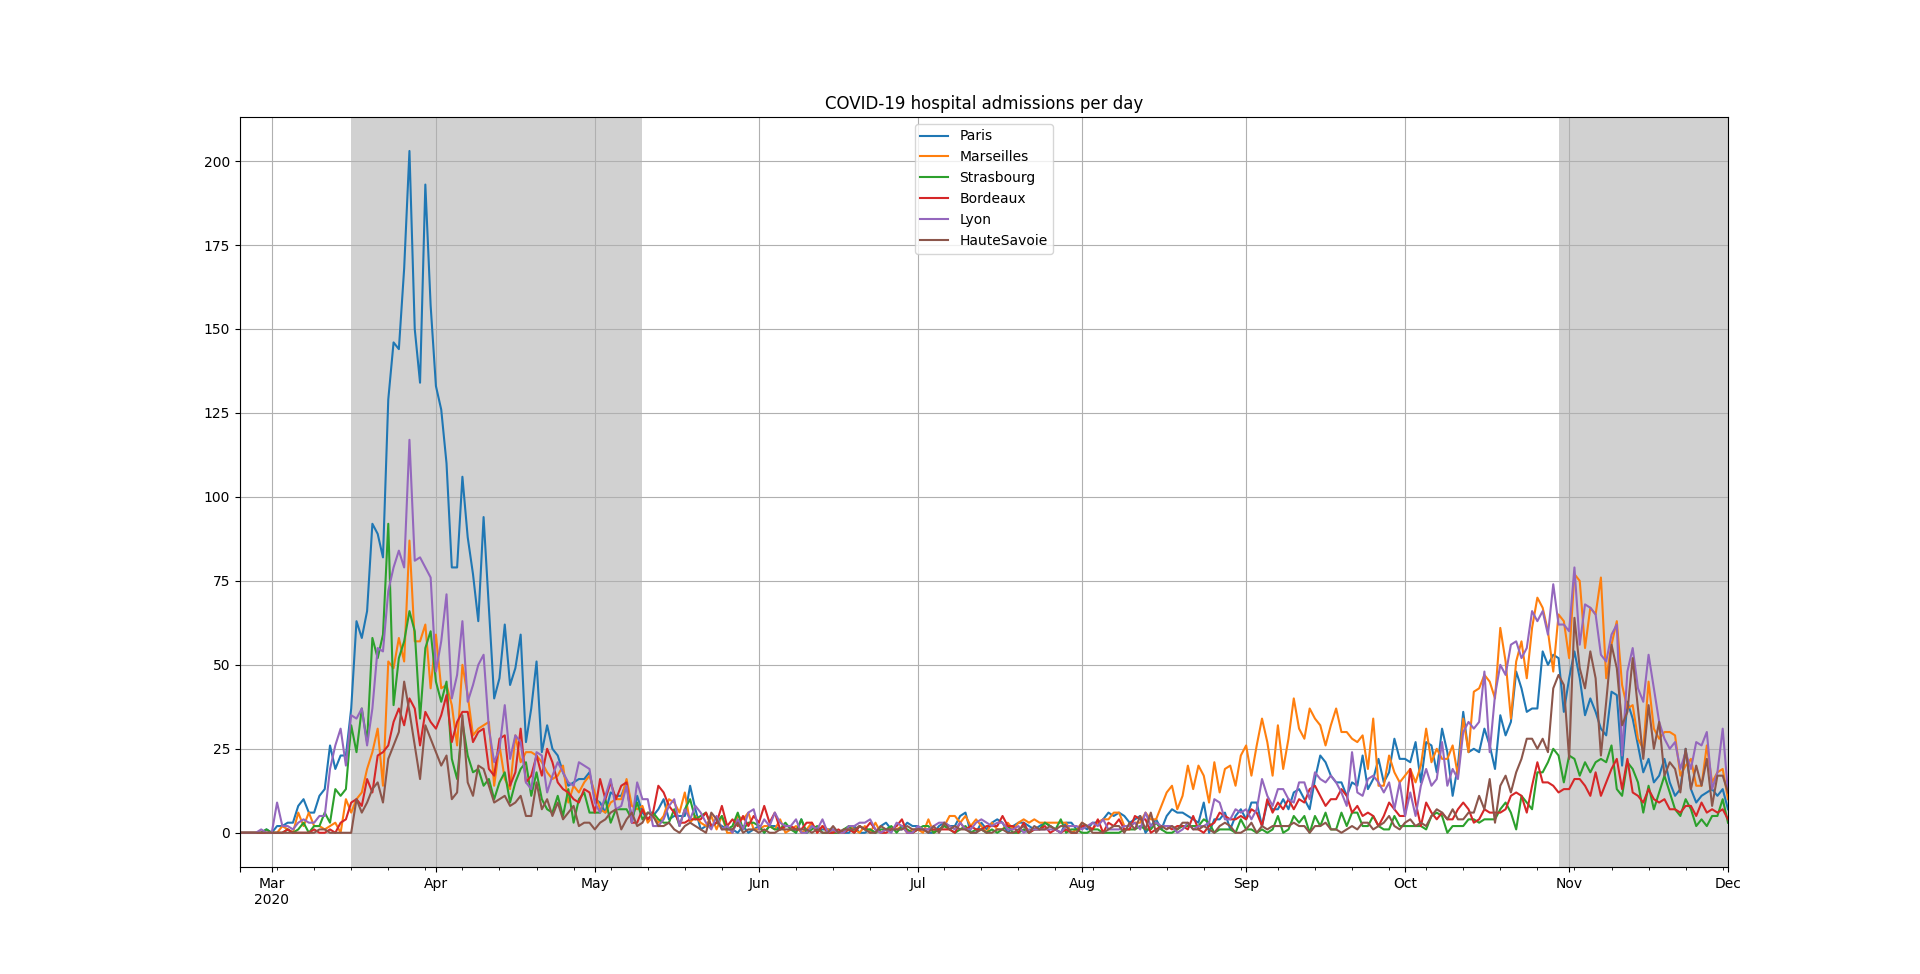 COVID-19 hospital admissions per day
Paris
Marseilles
Strasbourg
Bordeaux
Lyon
HauteSavoie
200
175
150
125
100
75
50
25
0
Mar Apr May Jun Jul Aug Sep Oct Nov Dec
2020